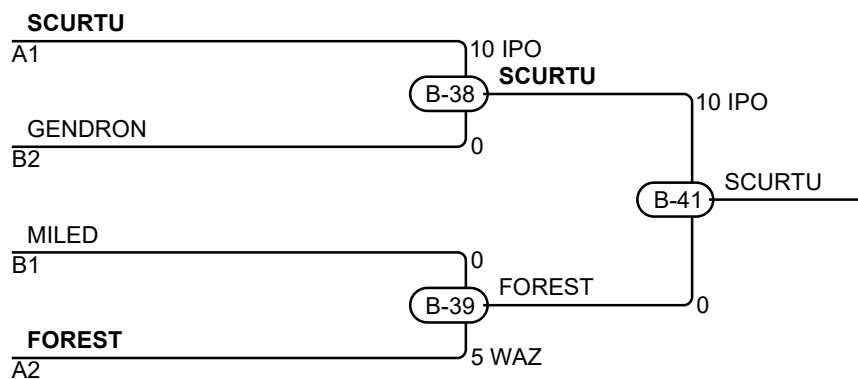 SCURTU
A1
10 IPO
B-38
SCURTU
GENDRON
B2
0
10 IPO
B-41
SCURTU
MILED
B1
0
B-39
FOREST
0
FOREST
A2
5 WAZ